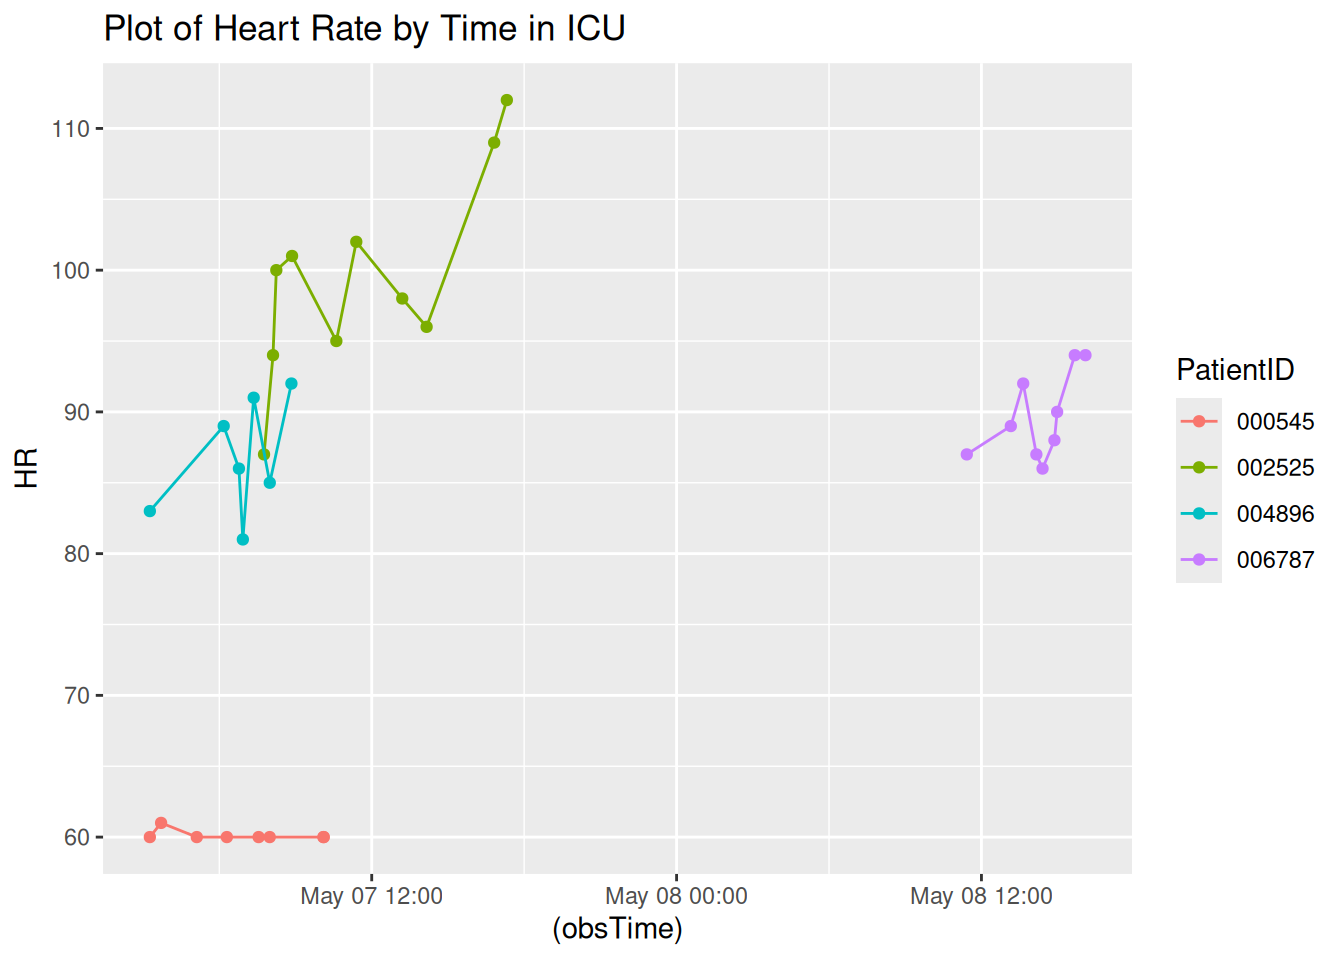 Plot of Heart Rate by Time in ICU
110
100
90
80
70
60
HR
May 07 12:00
May 08 00:00
May 08 12:00
(obsTime)
PatientID
000545
002525
004896
006787